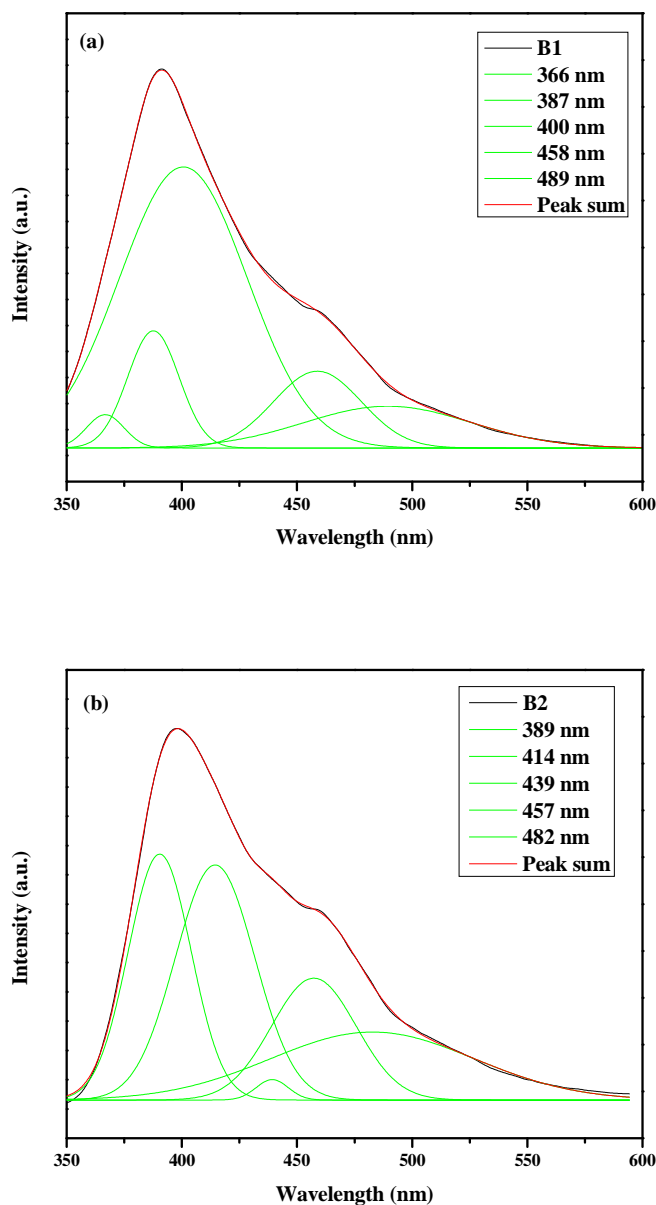 (a)
B1
366 nm
387 nm
400 nm
458 nm
489 nm
Peak sum
Intensity (a.u.)
350 400 450 500 550 600
Wavelength (nm)
(b)
B2
389 nm
414 nm
439 nm
457 nm
482 nm
Peak sum
Intensity (a.u.)
350 400 450 500 550 600
Wavelength (nm)